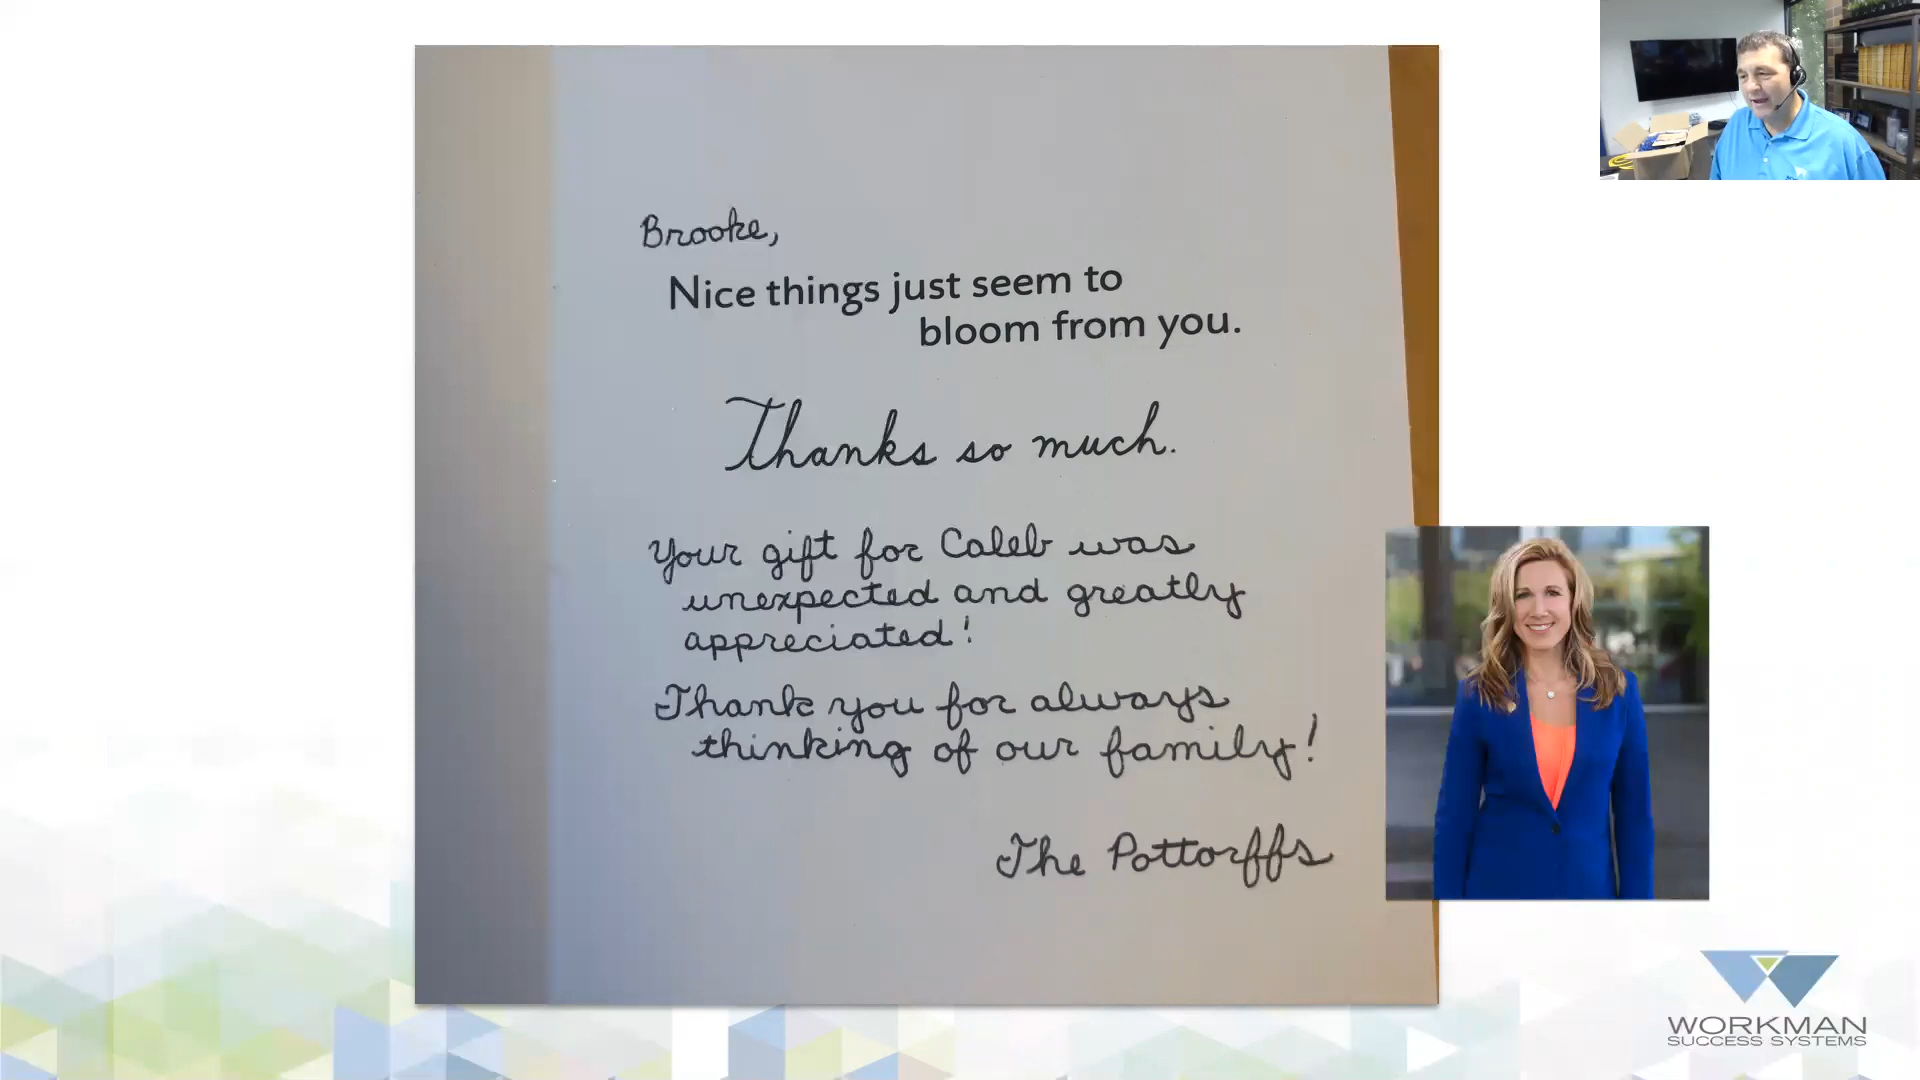 Brooke,
Nice things just seem to
bloom from you.
Thanks so much.
Your gift for Caleb was
unexpected and greatly
appreciated!
Thank you for always
thinking of our family!
The Pottorffs
WORKMAN
SUCCESS SYSTEMS